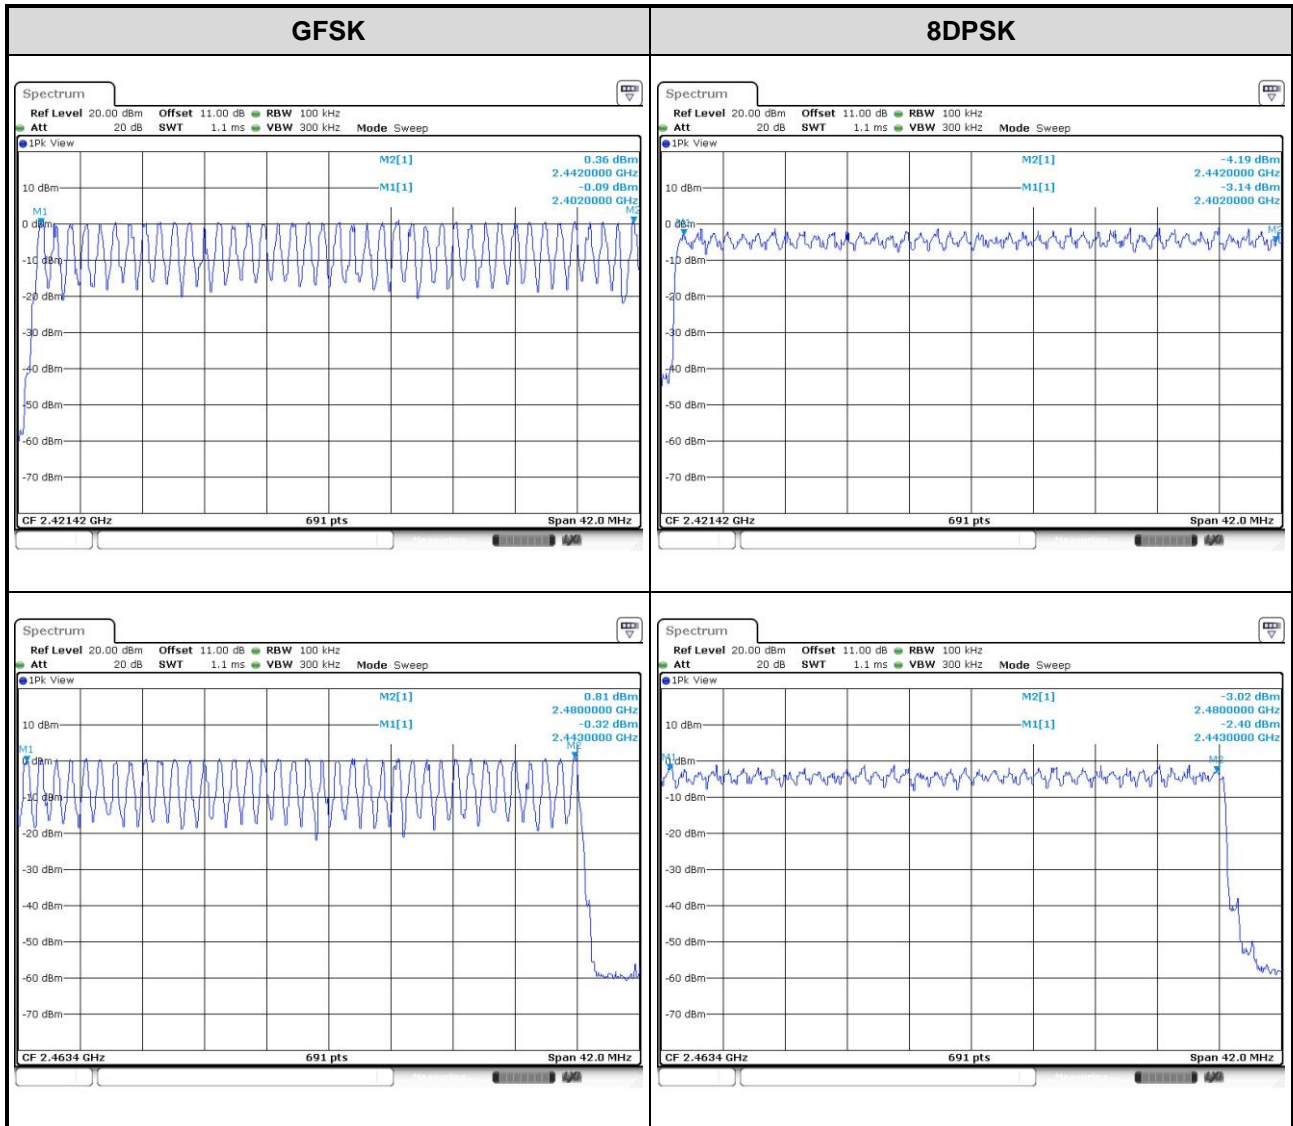 GFSK
8DPSK
Spectrum
Ref Level 20.00 dBm Offset 11.00 dB RBW 100 kHz
Att 20 dB SWT 1.1 ms VBW 300 kHz Mode Sweep
1Pk View
M2[1] 0.36 dBm
2.4420000 GHz
10 dBm M1[1] -0.09 dBm
2.4020000 GHz
M1 M2
0 dBm
-10 dBm
-20 dBm
-30 dBm
-40 dBm
-50 dBm
-60 dBm
-70 dBm
CF 2.42142 GHz 691 pts Span 42.0 MHz
Spectrum
Ref Level 20.00 dBm Offset 11.00 dB RBW 100 kHz
Att 20 dB SWT 1.1 ms VBW 300 kHz Mode Sweep
1Pk View
M2[1] -4.19 dBm
2.4420000 GHz
10 dBm M1[1] -3.14 dBm
2.4020000 GHz
0 dBm M1 M2
-10 dBm
-20 dBm
-30 dBm
-40 dBm
-50 dBm
-60 dBm
-70 dBm
CF 2.42142 GHz 691 pts Span 42.0 MHz
Spectrum
Ref Level 20.00 dBm Offset 11.00 dB RBW 100 kHz
Att 20 dB SWT 1.1 ms VBW 300 kHz Mode Sweep
1Pk View
M2[1] 0.81 dBm
2.4800000 GHz
10 dBm M1[1] -0.32 dBm
2.4430000 GHz
M1 M2
0 dBm
-10 dBm
-20 dBm
-30 dBm
-40 dBm
-50 dBm
-60 dBm
-70 dBm
CF 2.4634 GHz 691 pts Span 42.0 MHz
Spectrum
Ref Level 20.00 dBm Offset 11.00 dB RBW 100 kHz
Att 20 dB SWT 1.1 ms VBW 300 kHz Mode Sweep
1Pk View
M2[1] -3.02 dBm
2.4800000 GHz
10 dBm M1[1] -2.40 dBm
2.4430000 GHz
M1 dBm M2
-10 dBm
-20 dBm
-30 dBm
-40 dBm
-50 dBm
-60 dBm
-70 dBm
CF 2.4634 GHz 691 pts Span 42.0 MHz